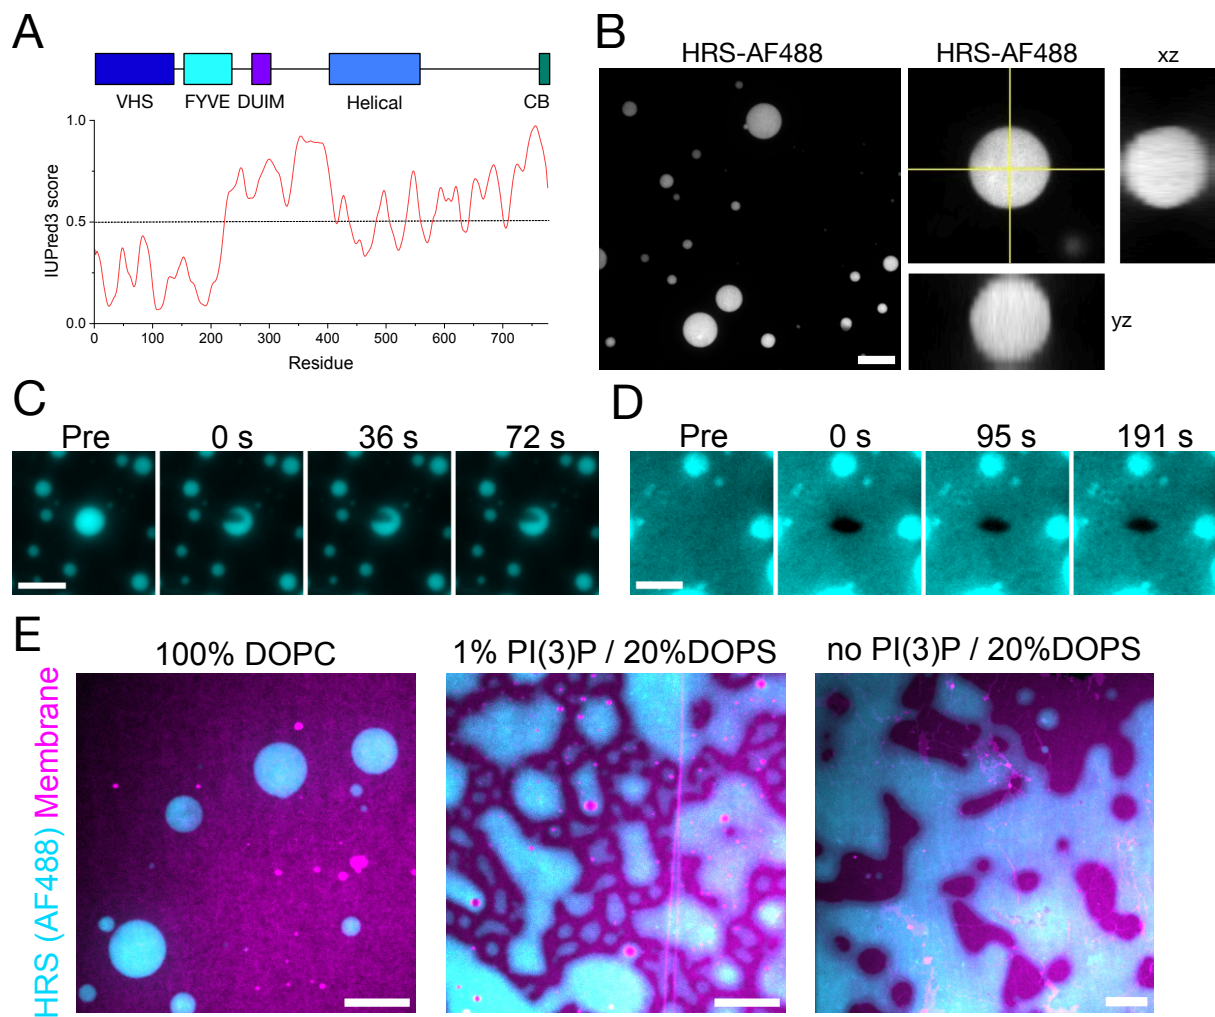 A
VHS
FYVE
DUIM
Helical
CB
1.0
0.5
0.0
IUPred3 score
0
100
200
300
400
500
600
700
Residue
B
HRS-AF488
HRS-AF488
xz
yz
C
Pre
0 s
36 s
72 s
D
Pre
0 s
95 s
191 s
E
HRS (AF488) Membrane
100% DOPC
1% PI(3)P / 20%DOPS
no PI(3)P / 20%DOPS